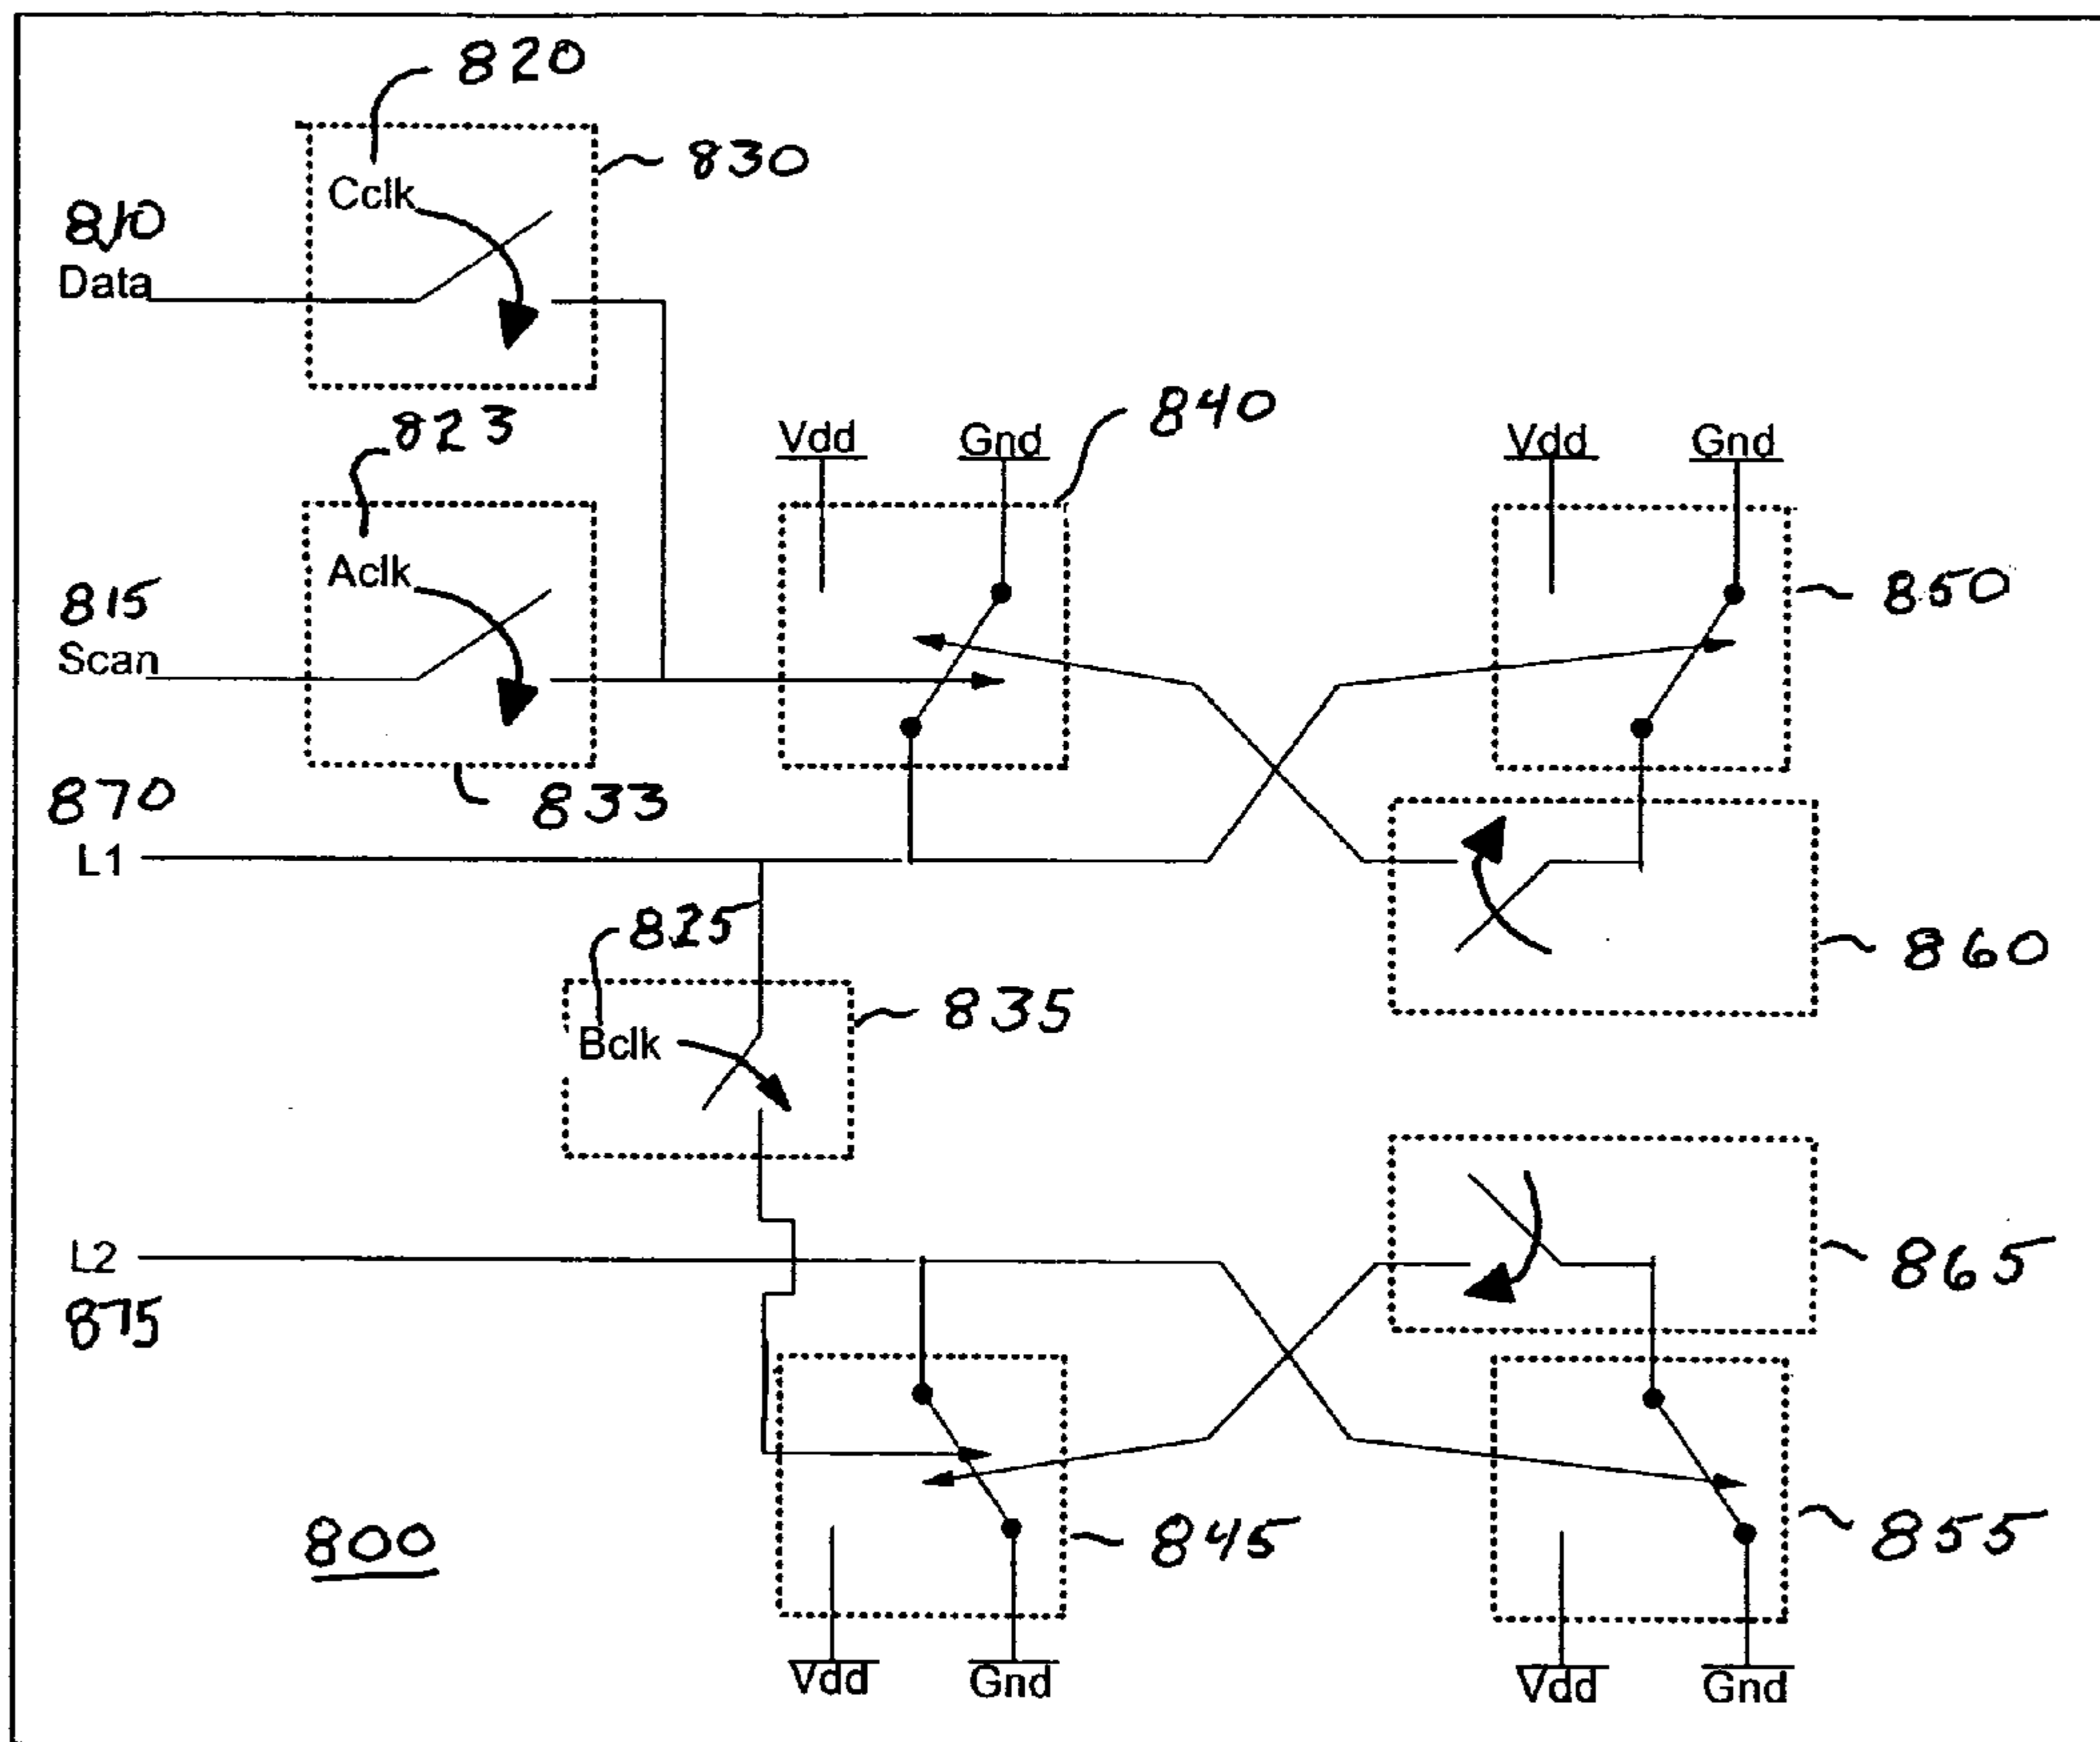 820
830
Cclk
810
Data
823
840
Vdd
Gnd
Vdd
Gnd
Aclk
850
815
Scan
833
870
L1
825
860
835
Bclk
L2
865
875
800
845
855
Vdd
Gnd
Vdd
Gnd